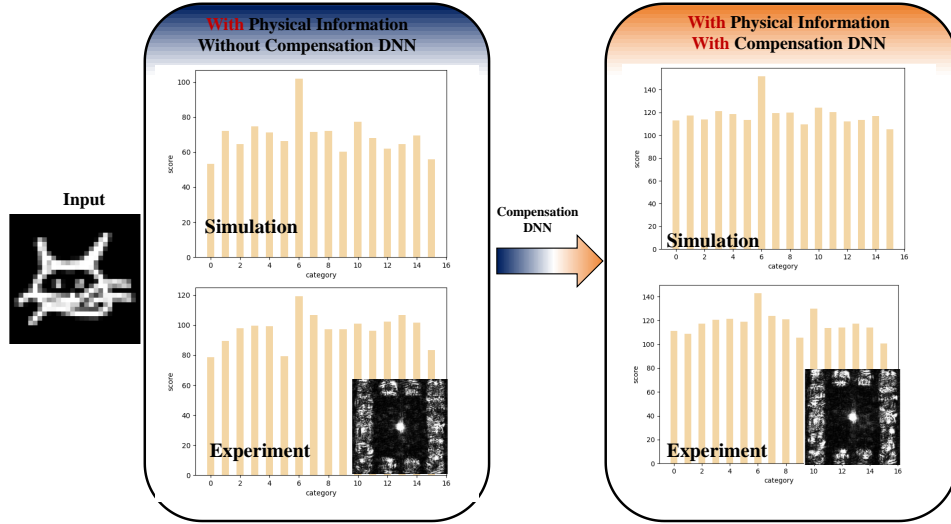 With Physical Information
Without Compensation DNN
100
80
60
40
20
0
score
0 2 4 6 8 10 12 14 16
category
Simulation
120
100
80
60
40
20
0
score
0 2 4 6 8 10 12 14 16
category
Experiment
Input
Compensation
DNN
With Physical Information
With Compensation DNN
140
120
100
80
60
40
20
0
score
0 2 4 6 8 10 12 14 16
category
Simulation
140
120
100
80
60
40
20
0
score
0 2 4 6 8 10 12 14 16
category
Experiment